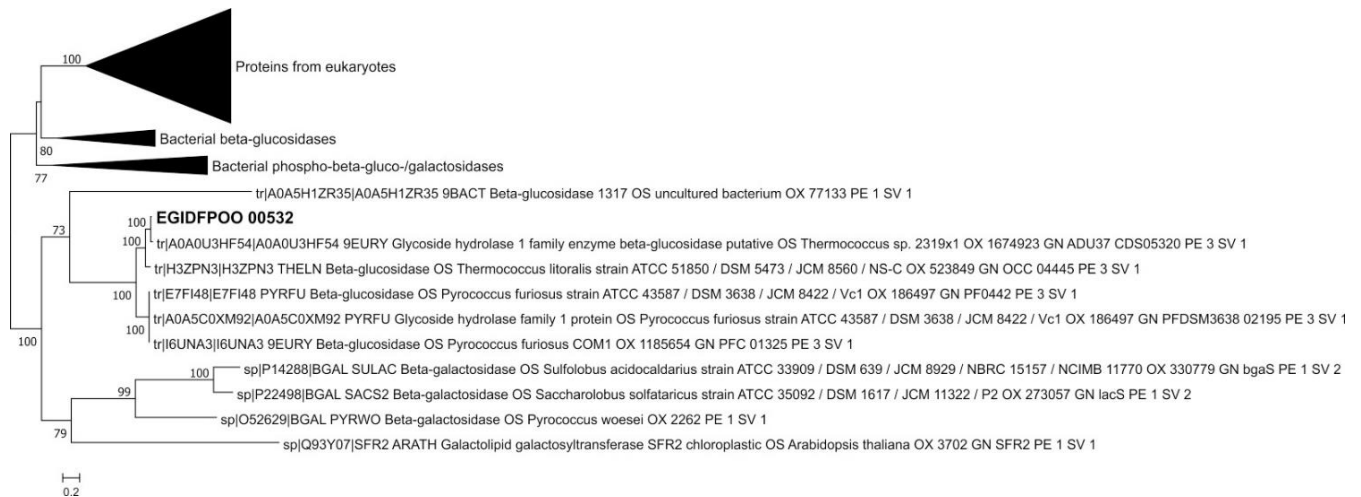 100
Proteins from eukaryotes
Bacterial beta-glucosidases
80
Bacterial phospho-beta-gluco-/galactosidases
77
tr|A0A5H1ZR35|A0A5H1ZR35 9BACT Beta-glucosidase 1317 OS uncultured bacterium OX 77133 PE 1 SV 1
100 EGIDFPOO 00532
73
100 tr|A0A0U3HF54|A0A0U3HF54 9EURY Glycoside hydrolase 1 family enzyme beta-glucosidase putative OS Thermococcus sp. 2319x1 OX 1674923 GN ADU37 CDS05320 PE 3 SV 1
tr|H3ZPN3|H3ZPN3 THELN Beta-glucosidase OS Thermococcus litoralis strain ATCC 51850 / DSM 5473 / JCM 8560 / NS-C OX 523849 GN OCC 04445 PE 3 SV 1
100 tr|E7FI48|E7FI48 PYRFU Beta-glucosidase OS Pyrococcus furiosus strain ATCC 43587 / DSM 3638 / JCM 8422 / Vc1 OX 186497 GN PF0442 PE 3 SV 1
tr|A0A5C0XM92|A0A5C0XM92 PYRFU Glycoside hydrolase family 1 protein OS Pyrococcus furiosus strain ATCC 43587 / DSM 3638 / JCM 8422 / Vc1 OX 186497 GN PFDSM3638 02195 PE 3 SV 1
100
100 tr|I6UNA3|I6UNA3 9EURY Beta-glucosidase OS Pyrococcus furiosus COM1 OX 1185654 GN PFC 01325 PE 3 SV 1
sp|P14288|BGAL SULAC Beta-galactosidase OS Sulfolobus acidocaldarius strain ATCC 33909 / DSM 639 / JCM 8929 / NBRC 15157 / NCIMB 11770 OX 330779 GN bgaS PE 1 SV 2
100
99 sp|P22498|BGAL SACS2 Beta-galactosidase OS Saccharolobus solfataricus strain ATCC 35092 / DSM 1617 / JCM 11322 / P2 OX 273057 GN lacS PE 1 SV 2
sp|O52629|BGAL PYRWO Beta-galactosidase OS Pyrococcus woesei OX 2262 PE 1 SV 1
79
sp|Q93Y07|SFR2 ARATH Galactolipid galactosyltransferase SFR2 chloroplastic OS Arabidopsis thaliana OX 3702 GN SFR2 PE 1 SV 1
0.2